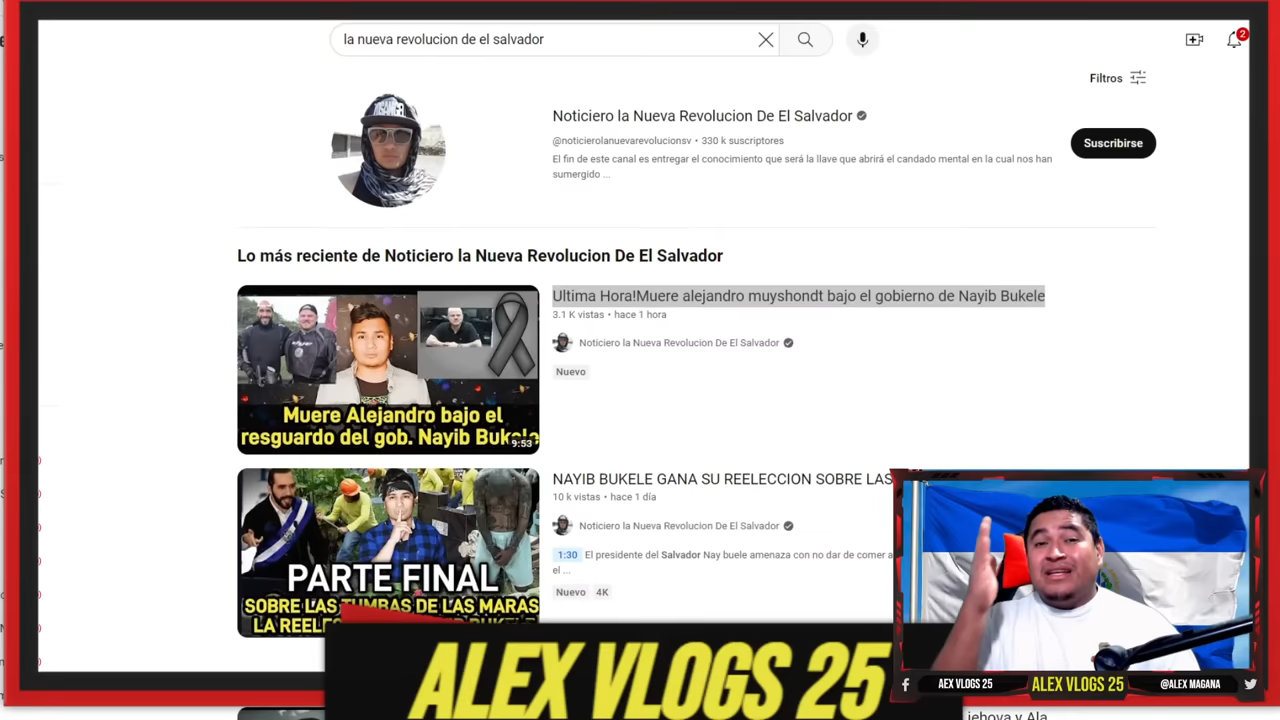 la nueva revolucion de el salvador
2
Filtros
Noticiero la Nueva Revolucion De El Salvador
@noticierolanuevarevolucionsv • 330 k suscriptores
El fin de este canal es entregar el conocimiento que será la llave que abrirá el candado mental en la cual nos han
sumergido ...
Suscribirse
Lo más reciente de Noticiero la Nueva Revolucion De El Salvador
Muere Alejandro bajo el
resguardo del gob. Nayib Bukele
9:53
Ultima Hora!Muere alejandro muyshondt bajo el gobierno de Nayib Bukele
3.1 K vistas • hace 1 hora
Noticiero la Nueva Revolucion De El Salvador
Nuevo
PARTE FINAL
SOBRE LAS TUMBAS DE LAS MARAS
NAYIB BUKELE GANA SU REELECCION SOBRE LAS
10 k vistas • hace 1 día
Noticiero la Nueva Revolucion De El Salvador
1:30 El presidente del Salvador Nay buele amenaza con no dar de comer a
el ...
Nuevo 4K
ALEX VLOGS 25
AEX VLOGS 25
ALEX VLOGS 25
@ALEX MAGANA
jehova y Ala